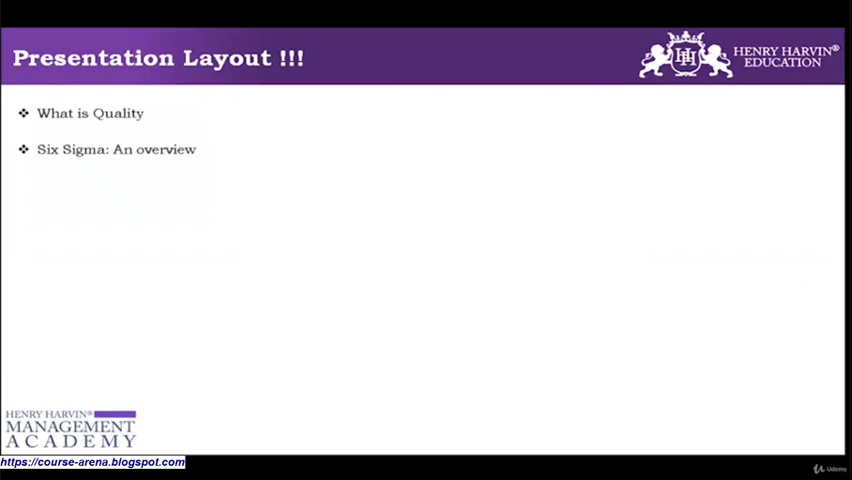 Presentation Layout !!!
HENRY HARVIN®
EDUCATION
❖ What is Quality
❖ Six Sigma: An overview
HENRY HARVIN®
MANAGEMENT
ACADEMY
https://course-arena.blogspot.com
Udemy